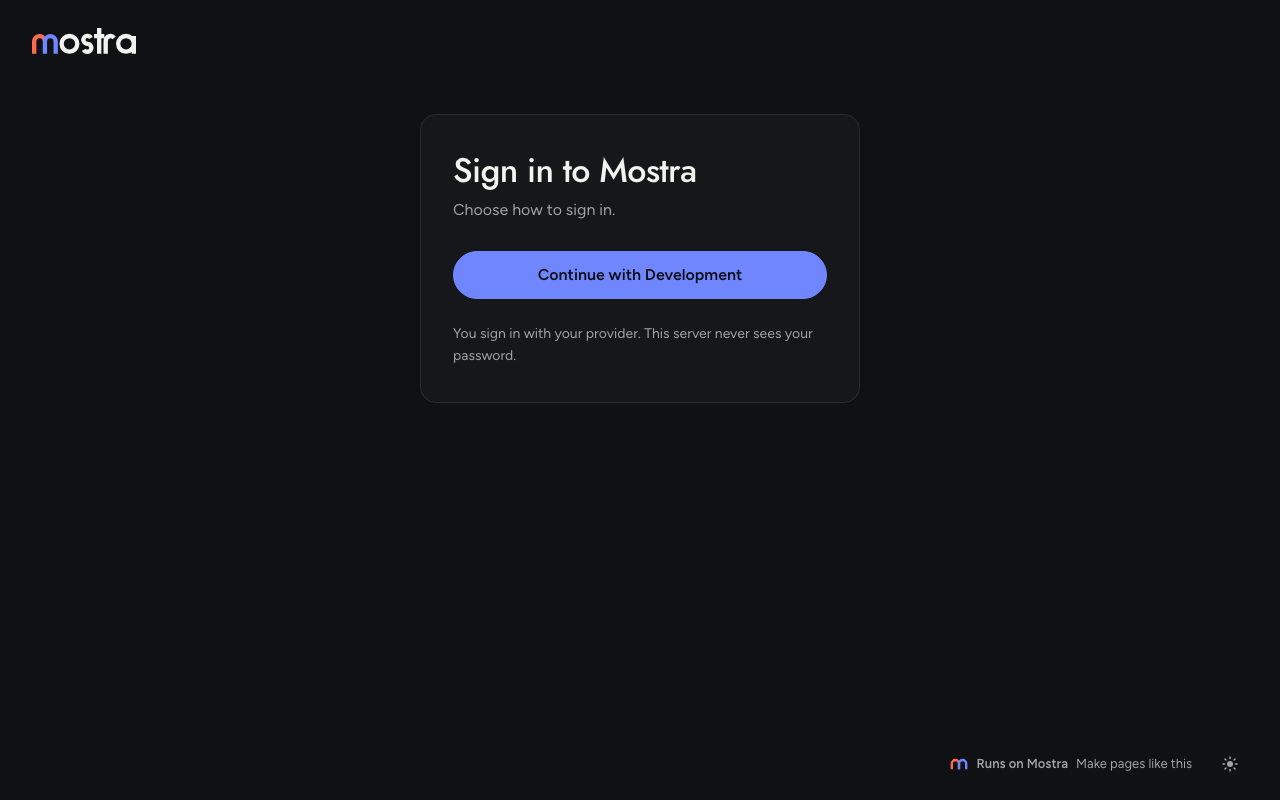 mostra
Sign in to Mostra
Choose how to sign in.
Continue with Development
You sign in with your provider. This server never sees your
password.
m Runs on Mostra Make pages like this